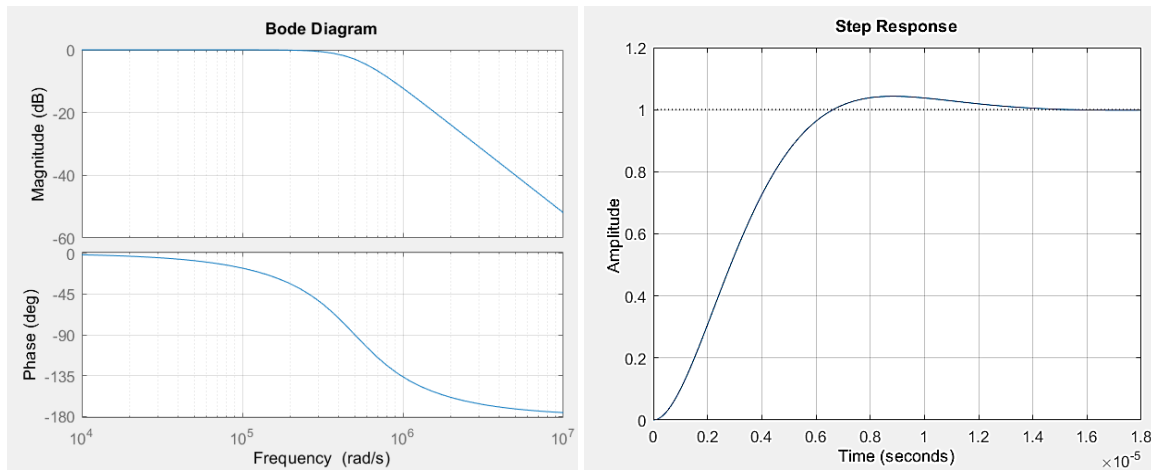 Bode Diagram
Magnitude (dB)
0
-20
-40
-60
Phase (deg)
0
-45
-90
-135
-180
10^4
10^5
10^6
10^7
Frequency (rad/s)
Step Response
Amplitude
1.2
1
0.8
0.6
0.4
0.2
0
0 0.2 0.4 0.6 0.8 1 1.2 1.4 1.6 1.8
Time (seconds)
×10^-5